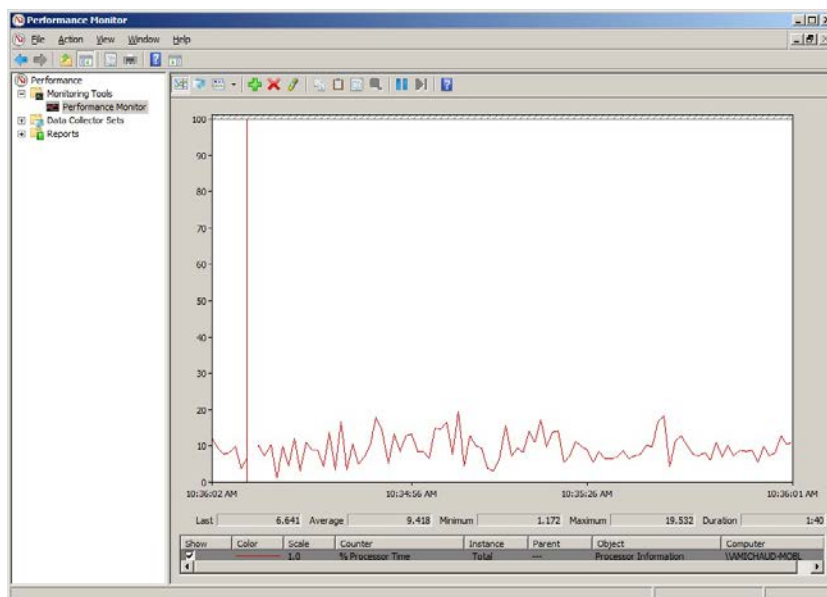 Performance Monitor
File Action View Window Help
Performance
Monitoring Tools
Performance Monitor
Data Collector Sets
Reports
100
90
80
70
60
50
40
30
20
10
0
10:36:02 AM 10:34:56 AM 10:35:26 AM 10:36:01 AM
Last 6.641 Average 9.418 Minimum 1.172 Maximum 19.532 Duration 1:40
Show Color Scale Counter Instance Parent Object Computer
1.0 % Processor Time _Total --- Processor Information \\AMICHAUD-MOBL